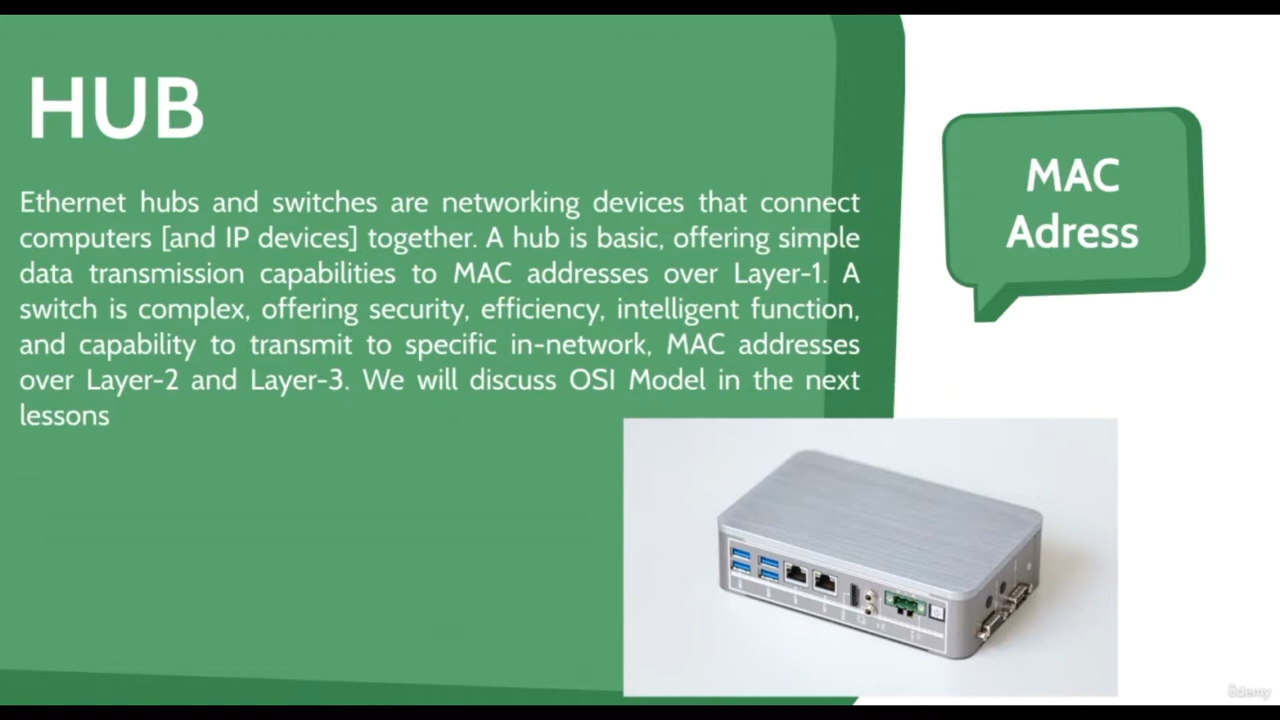 HUB
Ethernet hubs and switches are networking devices that connect
computers [and IP devices] together. A hub is basic, offering simple
data transmission capabilities to MAC addresses over Layer-1. A
switch is complex, offering security, efficiency, intelligent function,
and capability to transmit to specific in-network, MAC addresses
over Layer-2 and Layer-3. We will discuss OSI Model in the next
lessons
MAC
Adress
ûdemy